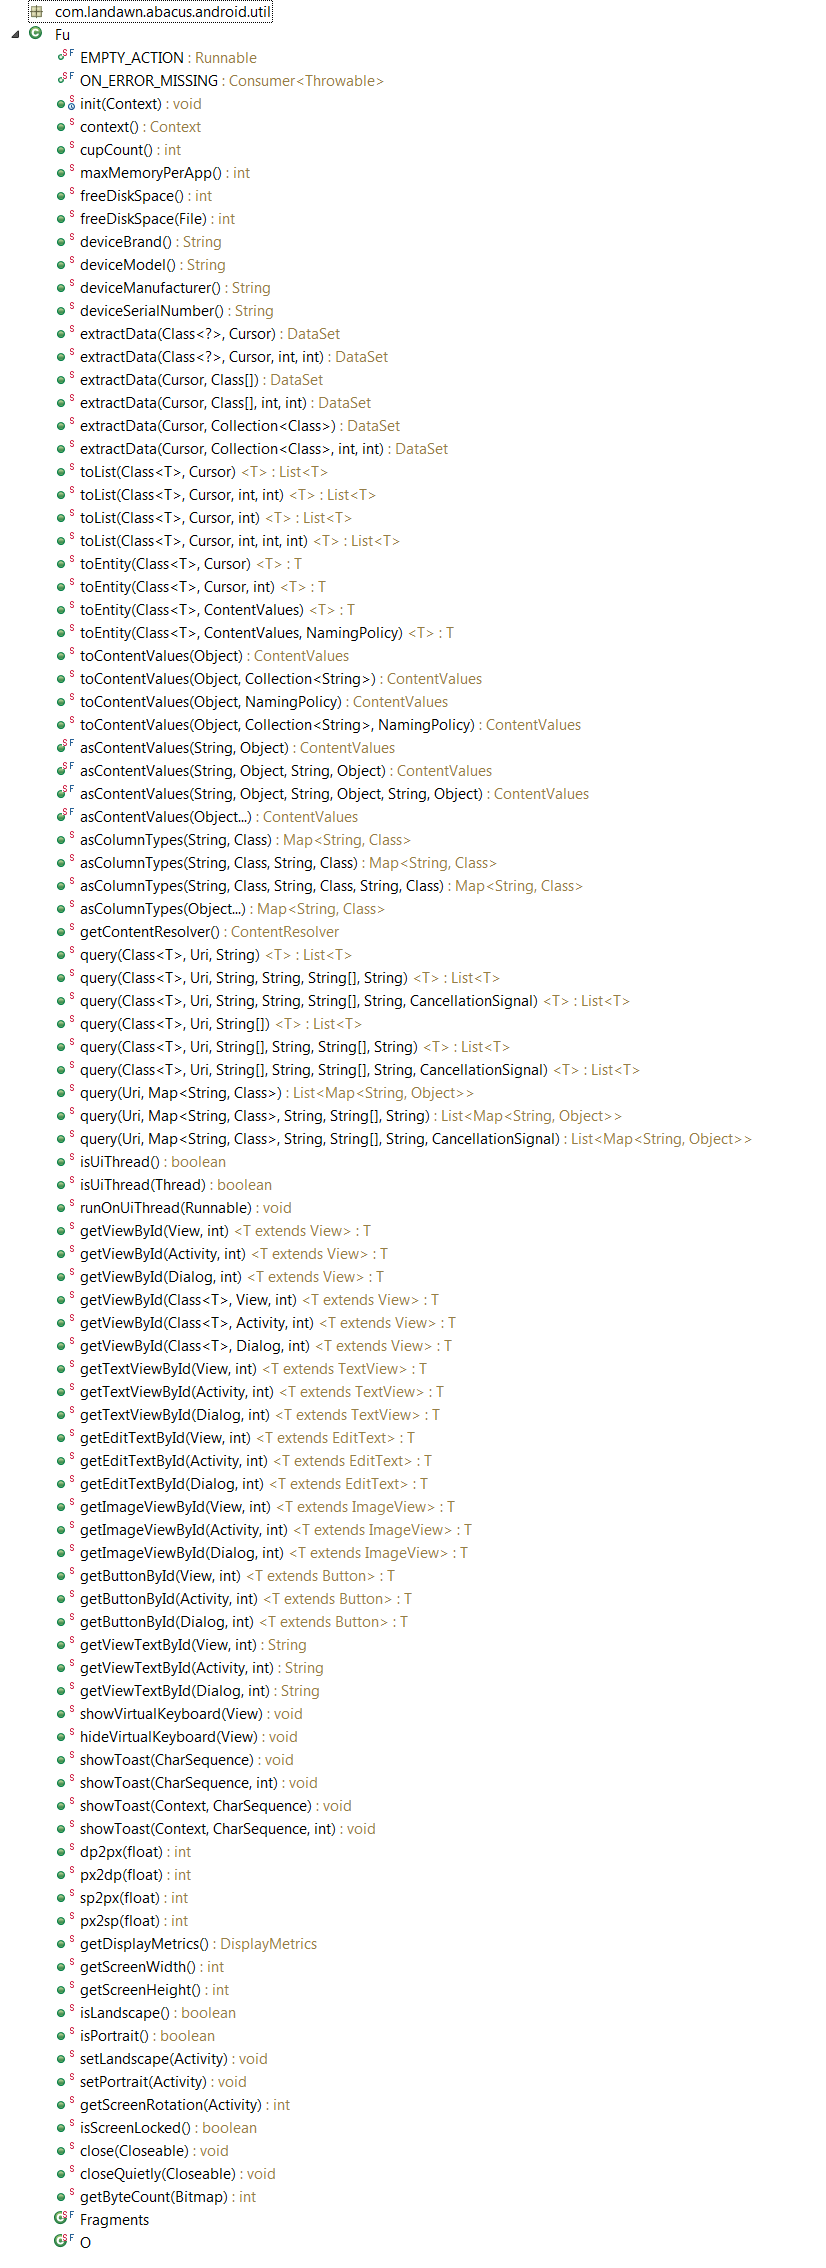 com.landawn.abacus.android.util
Fu
EMPTY_ACTION : Runnable
ON_ERROR_MISSING : Consumer<Throwable>
init(Context) : void
context() : Context
cupCount() : int
maxMemoryPerApp() : int
freeDiskSpace() : int
freeDiskSpace(File) : int
deviceBrand() : String
deviceModel() : String
deviceManufacturer() : String
deviceSerialNumber() : String
extractData(Class<?>, Cursor) : DataSet
extractData(Class<?>, Cursor, int, int) : DataSet
extractData(Cursor, Class[]) : DataSet
extractData(Cursor, Class[], int, int) : DataSet
extractData(Cursor, Collection<Class>) : DataSet
extractData(Cursor, Collection<Class>, int, int) : DataSet
toList(Class<T>, Cursor) <T> : List<T>
toList(Class<T>, Cursor, int, int) <T> : List<T>
toList(Class<T>, Cursor, int) <T> : List<T>
toList(Class<T>, Cursor, int, int, int) <T> : List<T>
toEntity(Class<T>, Cursor) <T> : T
toEntity(Class<T>, Cursor, int) <T> : T
toEntity(Class<T>, ContentValues) <T> : T
toEntity(Class<T>, ContentValues, NamingPolicy) <T> : T
toContentValues(Object) : ContentValues
toContentValues(Object, Collection<String>) : ContentValues
toContentValues(Object, NamingPolicy) : ContentValues
toContentValues(Object, Collection<String>, NamingPolicy) : ContentValues
asContentValues(String, Object) : ContentValues
asContentValues(String, Object, String, Object) : ContentValues
asContentValues(String, Object, String, Object, String, Object) : ContentValues
asContentValues(Object...) : ContentValues
asColumnTypes(String, Class) : Map<String, Class>
asColumnTypes(String, Class, String, Class) : Map<String, Class>
asColumnTypes(String, Class, String, Class, String, Class) : Map<String, Class>
asColumnTypes(Object...) : Map<String, Class>
getContentResolver() : ContentResolver
query(Class<T>, Uri, String) <T> : List<T>
query(Class<T>, Uri, String, String, String[], String) <T> : List<T>
query(Class<T>, Uri, String, String, String[], String, CancellationSignal) <T> : List<T>
query(Class<T>, Uri, String[]) <T> : List<T>
query(Class<T>, Uri, String[], String, String[], String) <T> : List<T>
query(Class<T>, Uri, String[], String, String[], String, CancellationSignal) <T> : List<T>
query(Uri, Map<String, Class>) : List<Map<String, Object>>
query(Uri, Map<String, Class>, String, String[], String) : List<Map<String, Object>>
query(Uri, Map<String, Class>, String, String[], String, CancellationSignal) : List<Map<String, Object>>
isUiThread() : boolean
isUiThread(Thread) : boolean
runOnUiThread(Runnable) : void
getViewById(View, int) <T extends View> : T
getViewById(Activity, int) <T extends View> : T
getViewById(Dialog, int) <T extends View> : T
getViewById(Class<T>, View, int) <T extends View> : T
getViewById(Class<T>, Activity, int) <T extends View> : T
getViewById(Class<T>, Dialog, int) <T extends View> : T
getTextViewById(View, int) <T extends TextView> : T
getTextViewById(Activity, int) <T extends TextView> : T
getTextViewById(Dialog, int) <T extends TextView> : T
getEditTextById(View, int) <T extends EditText> : T
getEditTextById(Activity, int) <T extends EditText> : T
getEditTextById(Dialog, int) <T extends EditText> : T
getImageViewById(View, int) <T extends ImageView> : T
getImageViewById(Activity, int) <T extends ImageView> : T
getImageViewById(Dialog, int) <T extends ImageView> : T
getButtonById(View, int) <T extends Button> : T
getButtonById(Activity, int) <T extends Button> : T
getButtonById(Dialog, int) <T extends Button> : T
getViewTextById(View, int) : String
getViewTextById(Activity, int) : String
getViewTextById(Dialog, int) : String
showVirtualKeyboard(View) : void
hideVirtualKeyboard(View) : void
showToast(CharSequence) : void
showToast(CharSequence, int) : void
showToast(Context, CharSequence) : void
showToast(Context, CharSequence, int) : void
dp2px(float) : int
px2dp(float) : int
sp2px(float) : int
px2sp(float) : int
getDisplayMetrics() : DisplayMetrics
getScreenWidth() : int
getScreenHeight() : int
isLandscape() : boolean
isPortrait() : boolean
setLandscape(Activity) : void
setPortrait(Activity) : void
getScreenRotation(Activity) : int
isScreenLocked() : boolean
close(Closeable) : void
closeQuietly(Closeable) : void
getByteCount(Bitmap) : int
Fragments
O